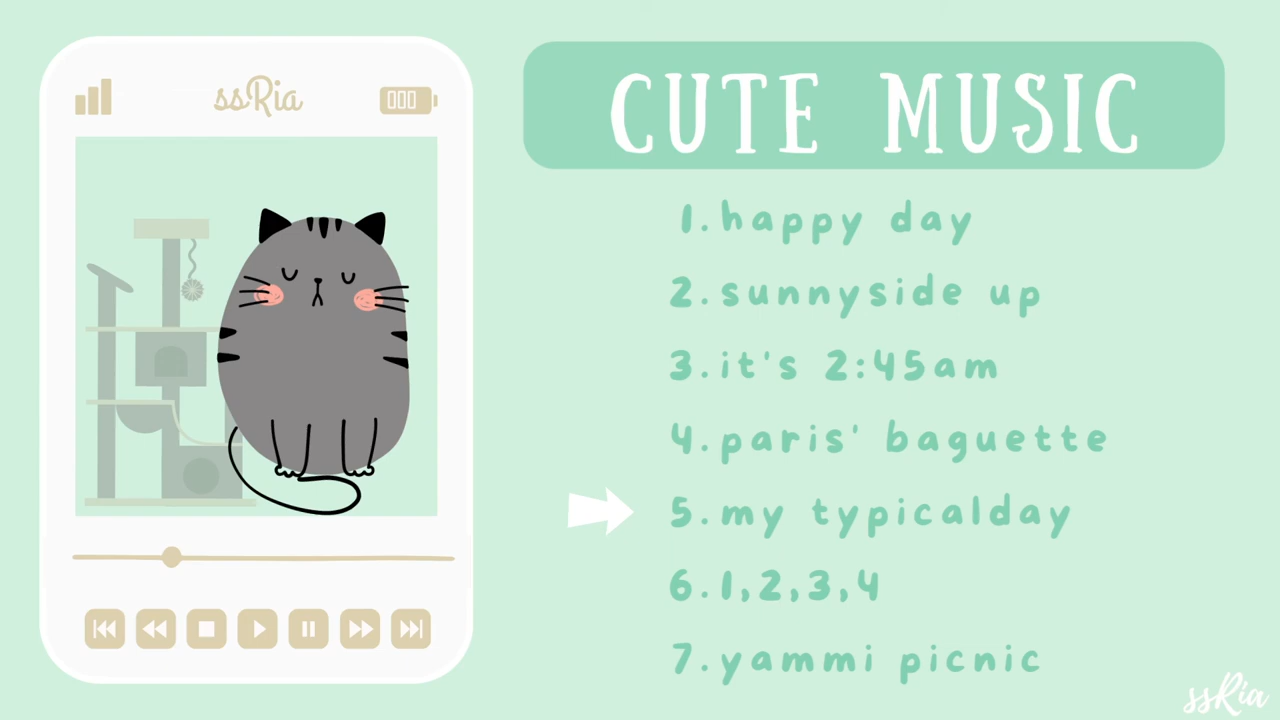 ssRia
CUTE MUSIC
1. happy day
2. sunnyside up
3. it's 2:45am
4. paris' baguette
5. my typicalday
6. 1,2,3,4
7. yammi picnic
ssRia